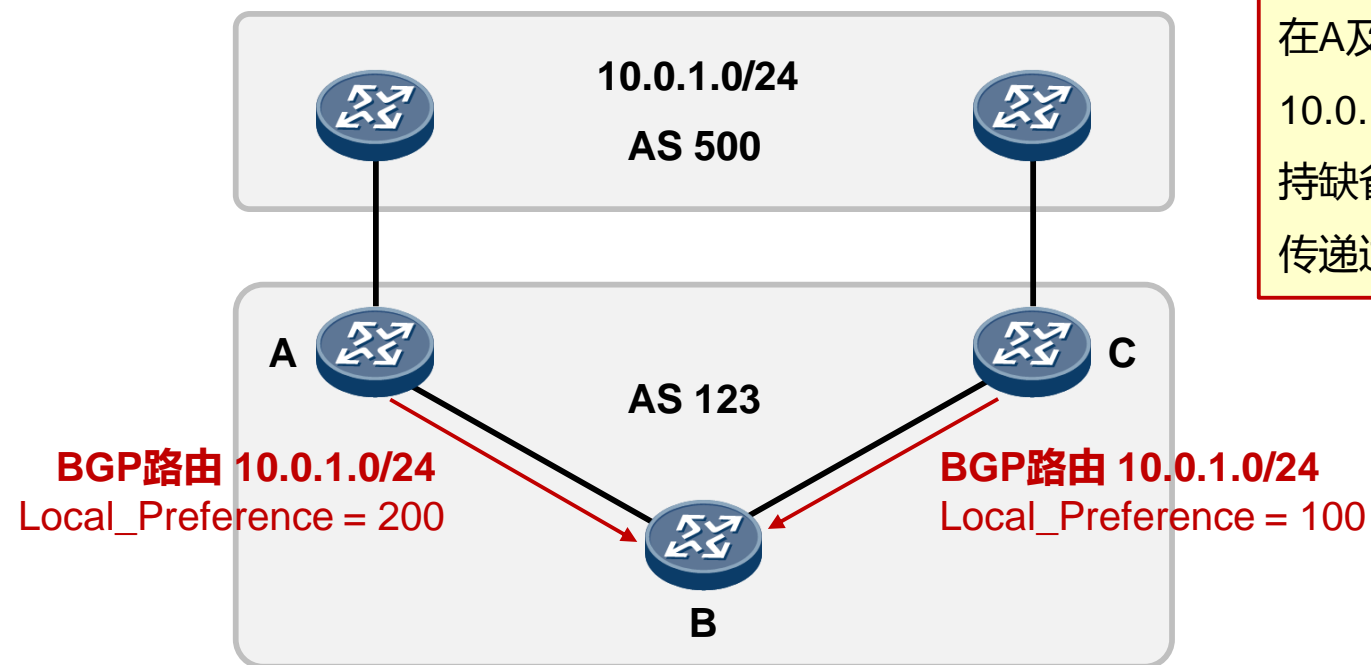 10.0.1.0/24
AS 500
在A及
10.0.
持缺
传递
A
C
AS 123
BGP路由 10.0.1.0/24
Local_Preference = 200
BGP路由 10.0.1.0/24
Local_Preference = 100
B